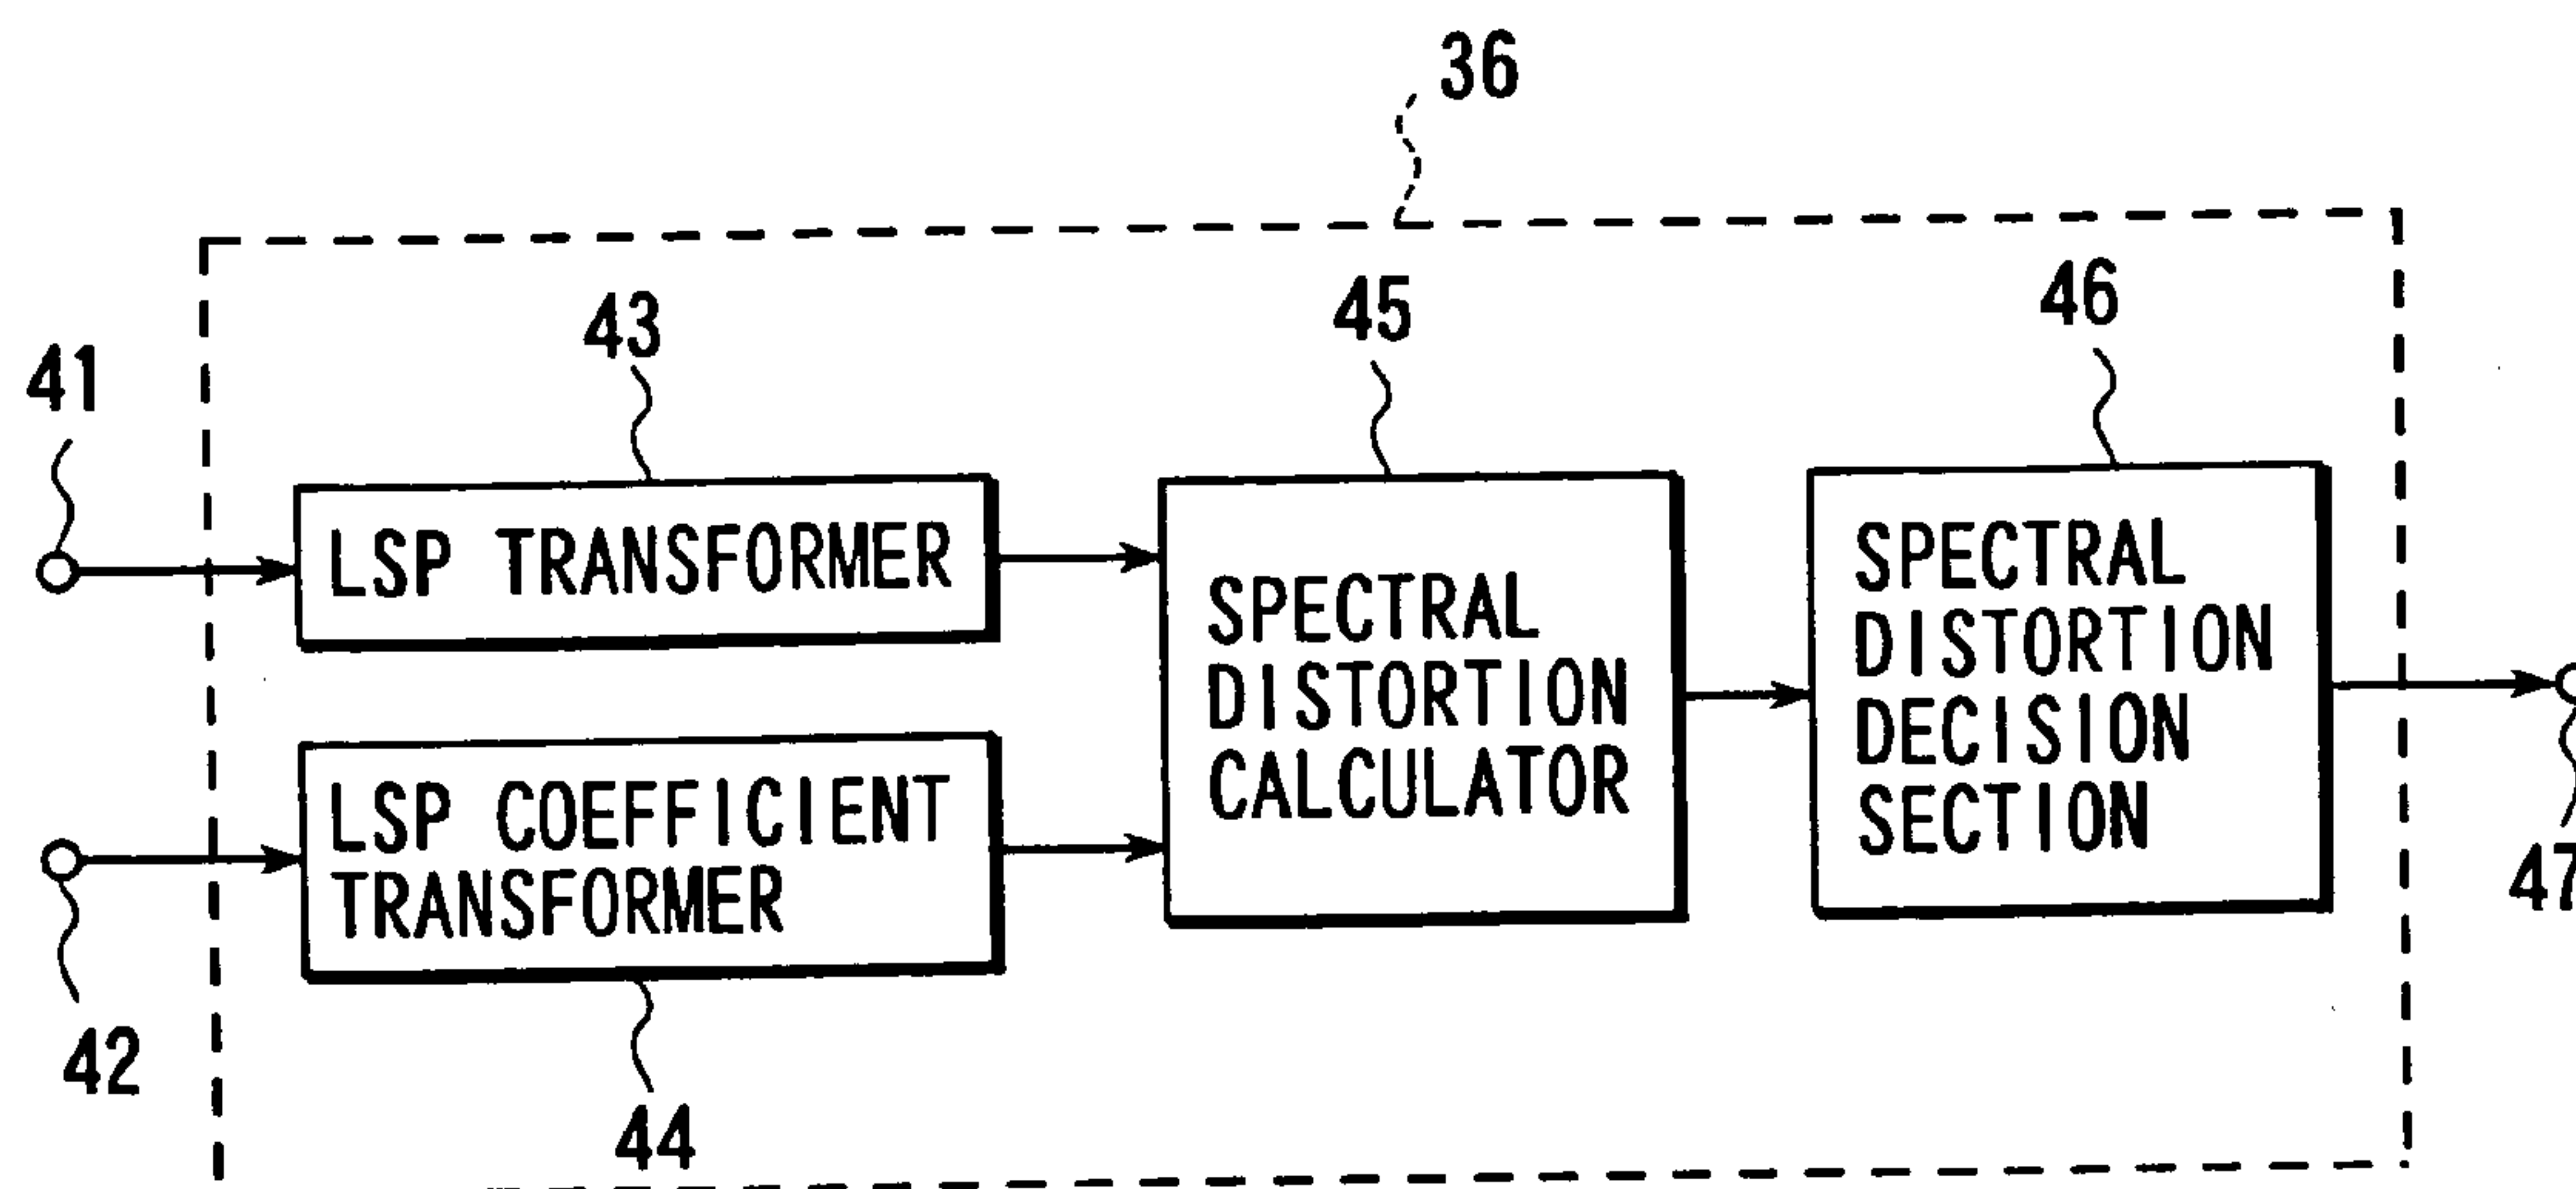 36
43
45
46
41
LSP TRANSFORMER
SPECTRAL
DISTORTION
CALCULATOR
SPECTRAL
DISTORTION
DECISION
SECTION
LSP COEFFICIENT
TRANSFORMER
42
44
47